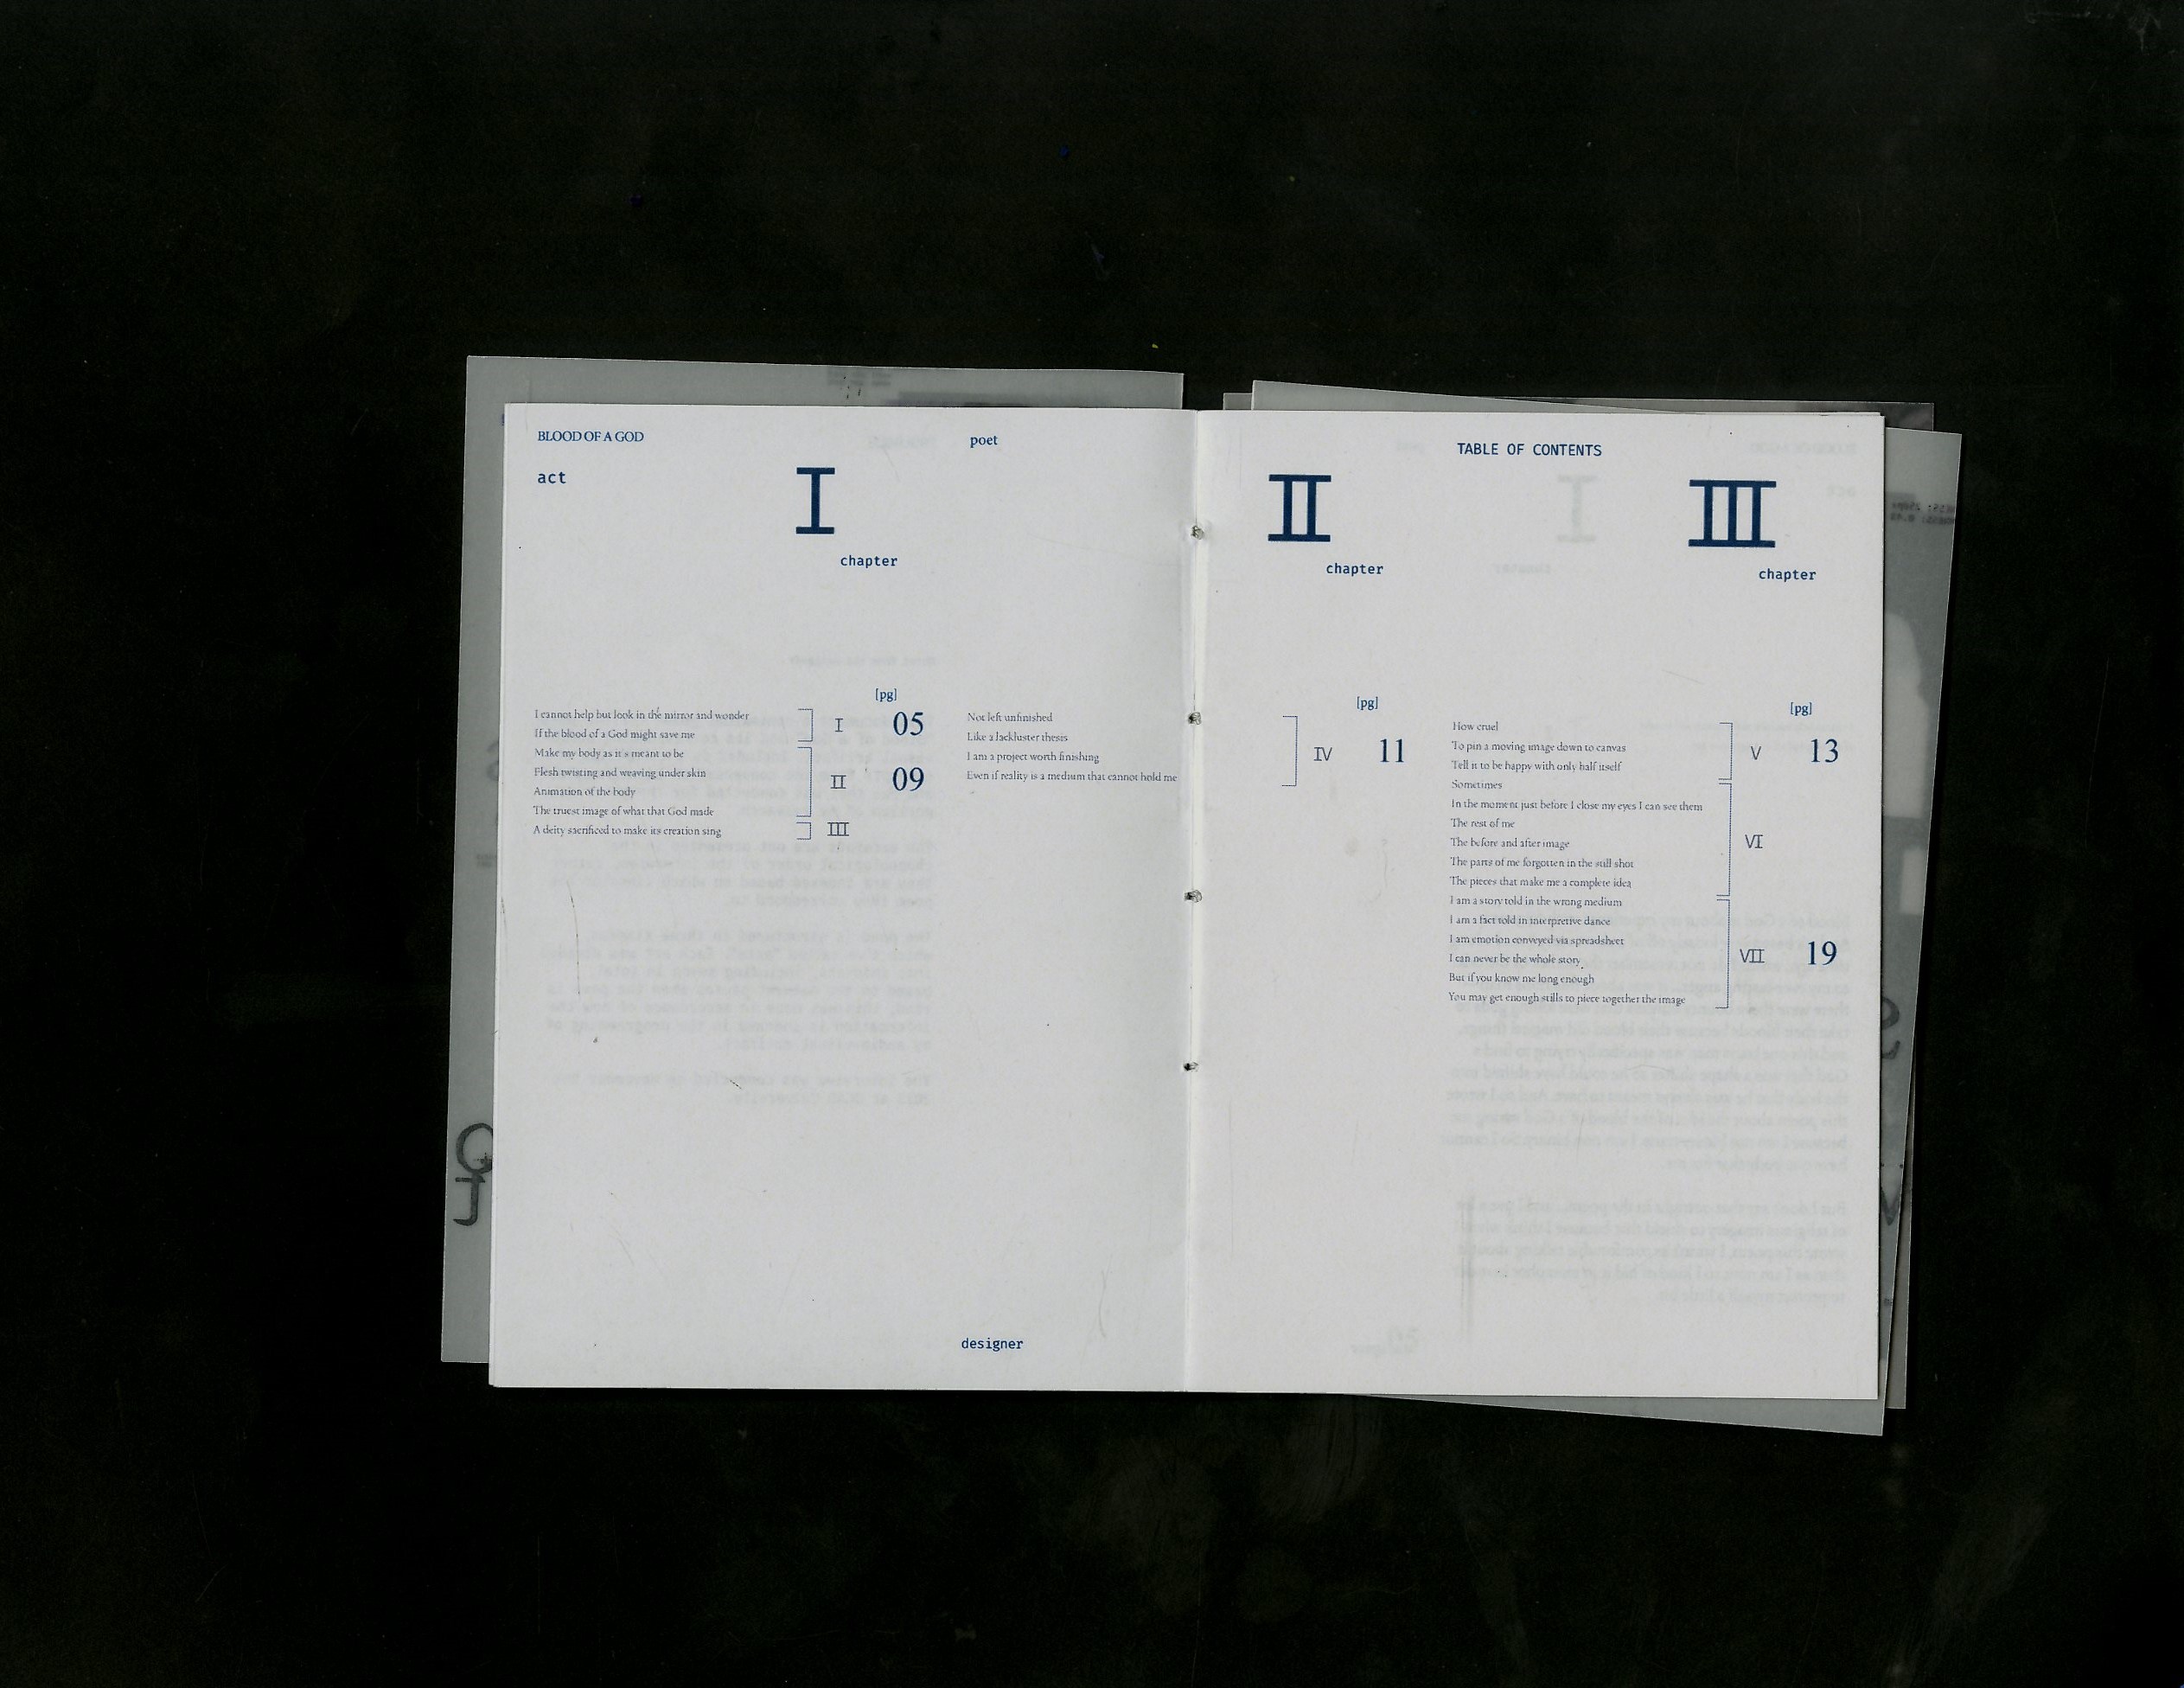 BLOOD OF A GOD
poet
TABLE OF CONTENTS
act
I
II
III
chapter
chapter
chapter
[pg]
I cannot help but look in the mirror and wonder
If the blood of a God might save me
Make my body as it's meant to be
Flesh twisting and weaving under skin
Animation of the body
The truest image of what that God made
A deity sacrificed to make its creation sing
I
05
II
09
III
Not left unfinished
Like a lackluster thesis
I am a project worth finishing
Even if reality is a medium that cannot hold me
[pg]
IV
11
How cruel
To pin a moving image down to canvas
Tell it to be happy with only half itself
Sometimes
In the moment just before I close my eyes I can see them
The rest of me
The before and after image
The parts of me forgotten in the still shot
The pieces that make me a complete idea
I am a story told in the wrong medium
I am a fact told in interpretive dance
I am emotion conveyed via spreadsheet
I can never be the whole story
But if you know me long enough
You may get enough stills to piece together the image
[pg]
V
13
VI
VII
19
designer